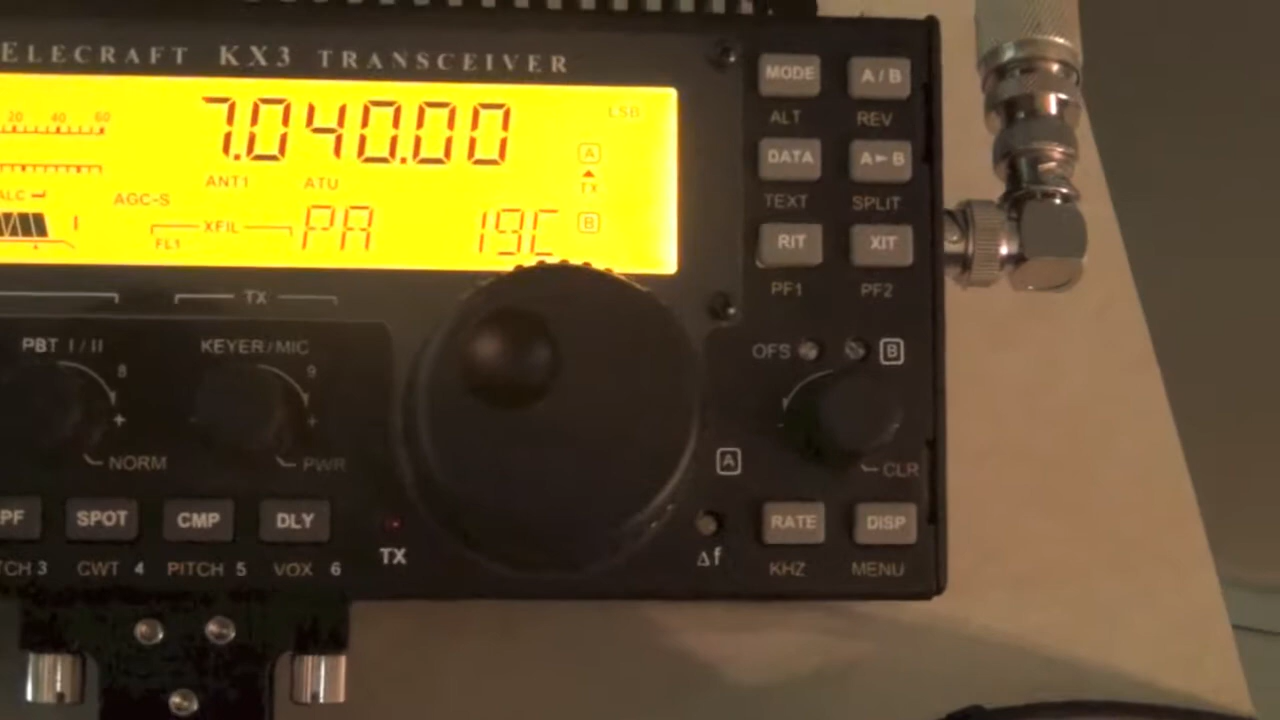 ELECRAFT KX3 TRANSCEIVER
20 40 60
7.040.00
LSB
A
TX
B
ANT1 ATU
ALC
AGC-S
XFIL
FL1
PA 19C
MODE A/B
ALT REV
DATA A►B
TEXT SPLIT
RIT XIT
PF1 PF2
TX
PBT I/II KEYER/MIC
8 9
+ +
NORM PWR
OFS B
-
A
CLR
PF SPOT CMP DLY
TCH 3 CWT 4 PITCH 5 VOX 6
TX
Δf
RATE DISP
KHZ MENU